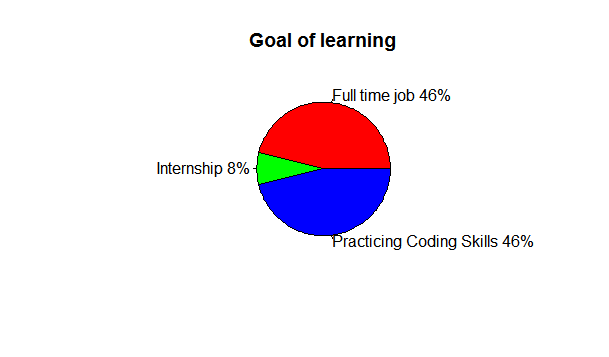 Goal of learning
Full time job 46%
Internship 8%
Practicing Coding Skills 46%